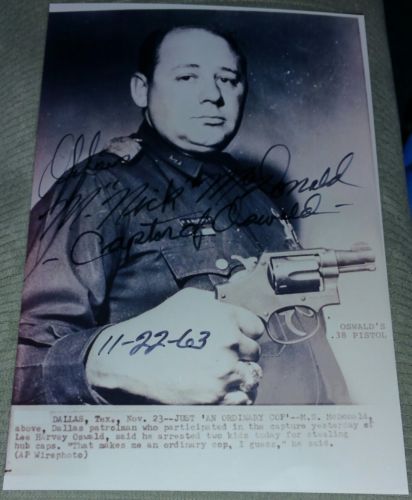 "M. "Nick" McDonald
- Captor of Oswald -
11-22-63
OSWALD'S
.38 PISTOL
DALLAS, Tex., Nov. 23--JUST 'AN ORDINARY COP'--M.N. McDonald,
above, Dallas patrolman who participated in the capture yesterday of
Lee Harvey Oswald, said he arrested two kids today for stealing
hub caps. "That makes me an ordinary cop, I guess," he said.
(AP Wirephoto)